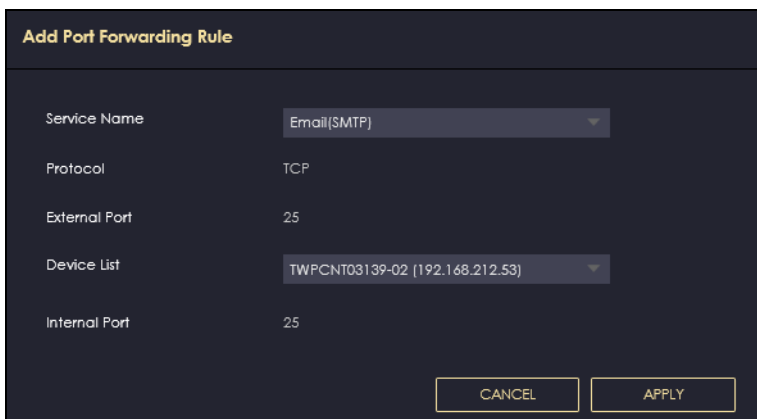 Add Port Forwarding Rule
Service Name Email(SMTP)
Protocol TCP
External Port 25
Device List TWPCNT03139-02 (192.168.212.53)
Internal Port 25
CANCEL APPLY